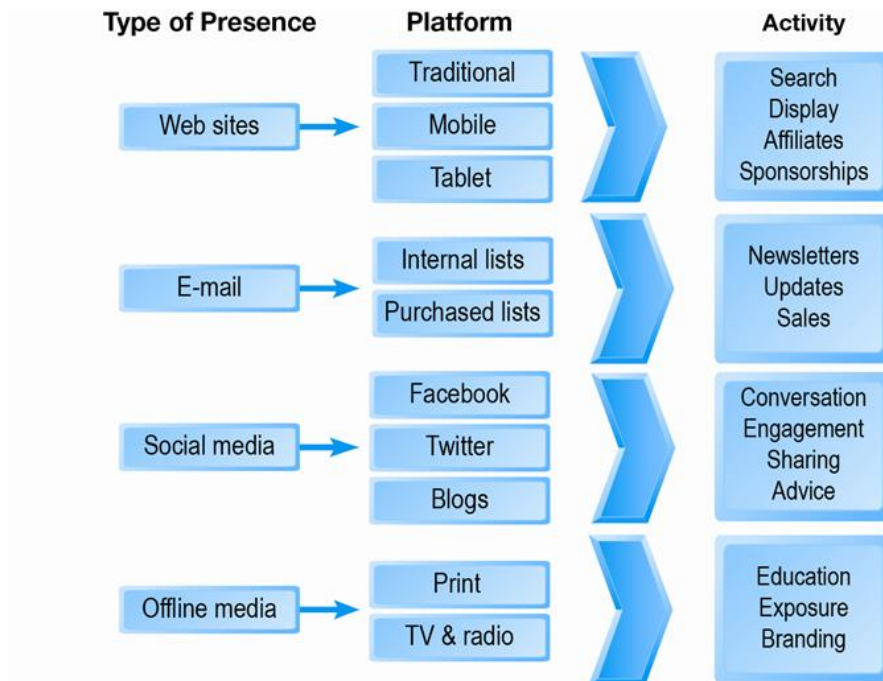 Type of Presence
Platform
Activity
Web sites
Traditional
Mobile
Tablet
Search
Display
Affiliates
Sponsorships
E-mail
Internal lists
Purchased lists
Newsletters
Updates
Sales
Social media
Facebook
Twitter
Blogs
Conversation
Engagement
Sharing
Advice
Offline media
Print
TV & radio
Education
Exposure
Branding